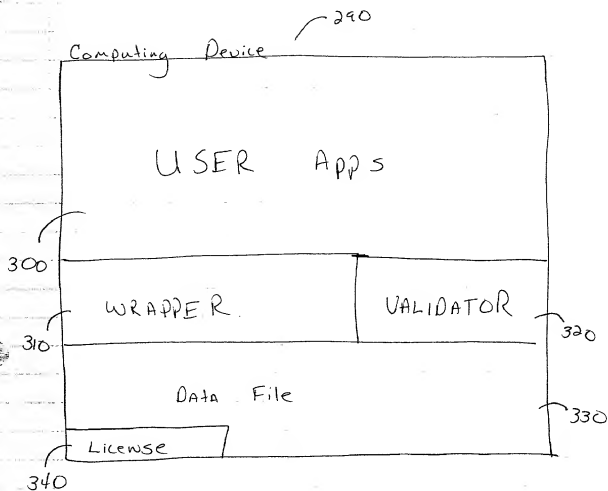 290
Computing Device
USER Apps
300
WRAPPER
VALIDATOR
310
320
Data File
330
License
340